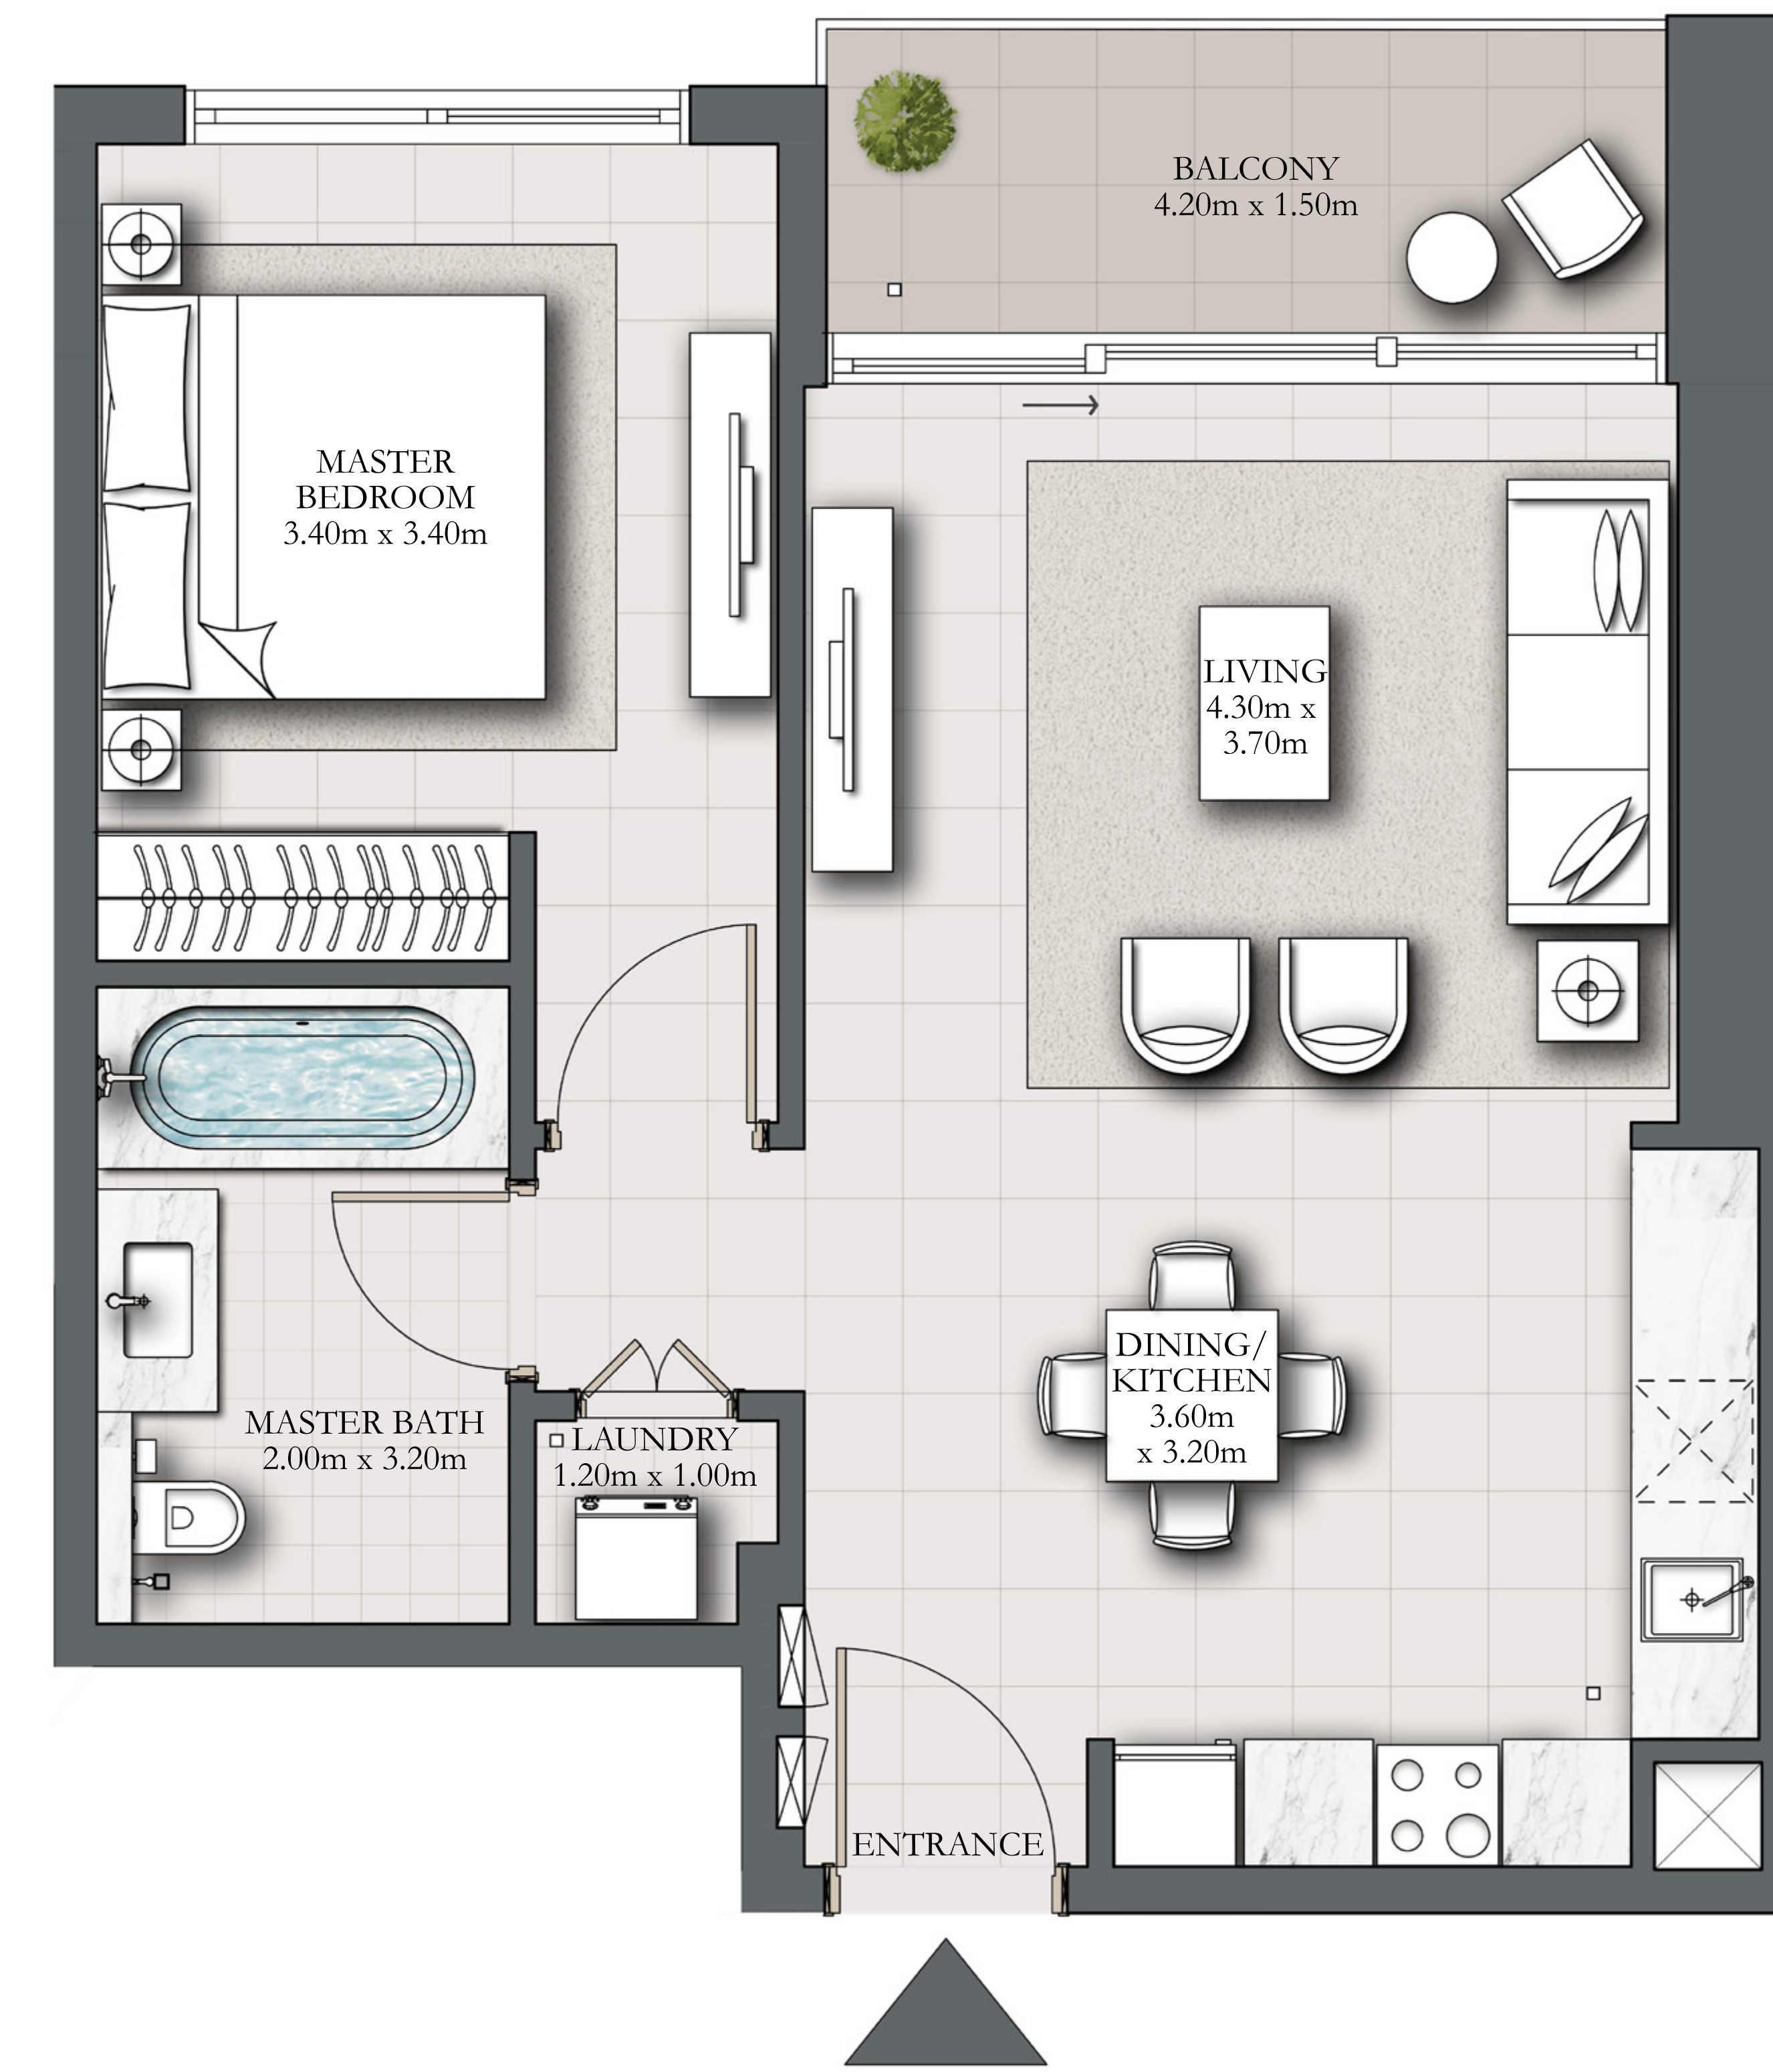 BALCONY
4.20m x 1.50m
MASTER
BEDROOM
3.40m x 3.40m
LIVING
4.30m x
3.70m
DINING/
KITCHEN
3.60m
x 3.20m
MASTER BATH
2.00m x 3.20m
LAUNDRY
1.20m x 1.00m
ENTRANCE